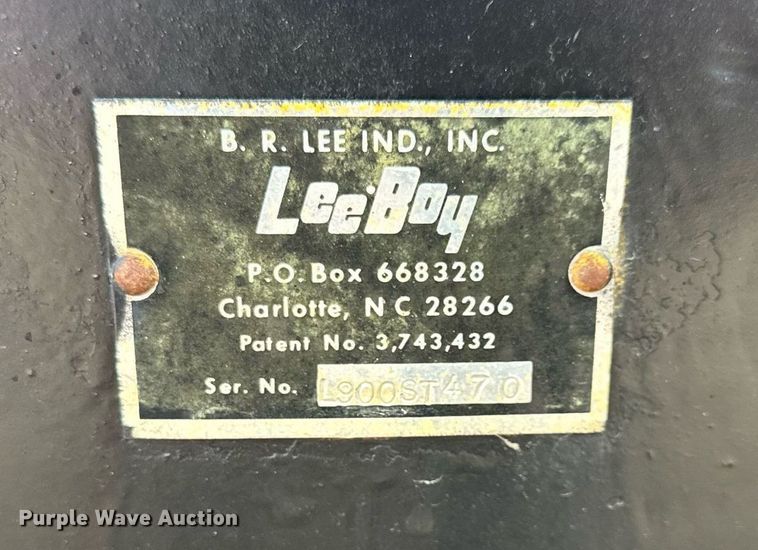 B. R. LEE IND., INC.
LeeBoy
P.O. Box 668328
Charlotte, N C 28266
Patent No. 3,743,432
Ser. No. L900ST470
Purple Wave Auction